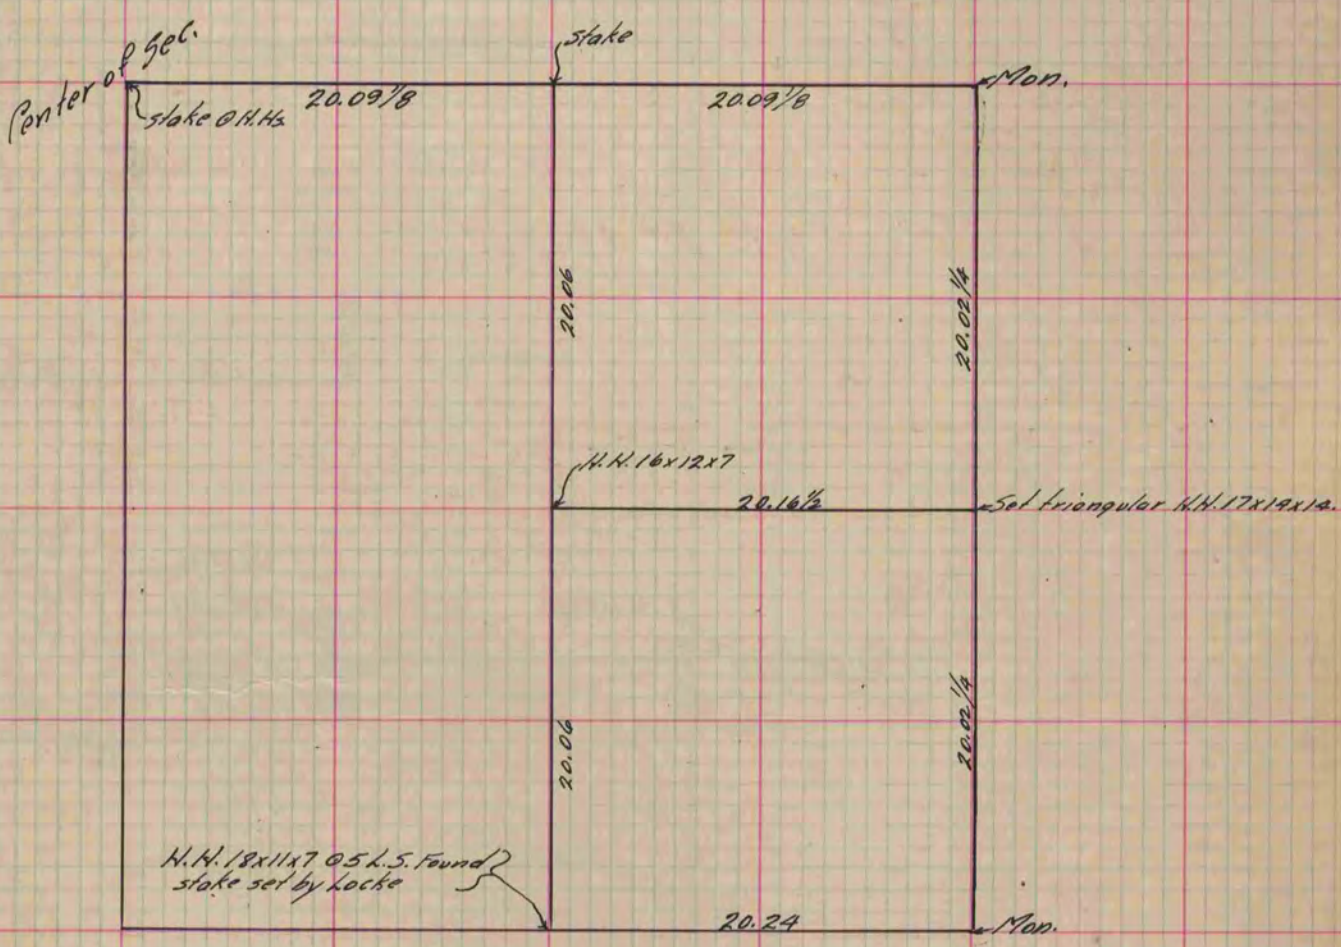 Center of Sec.
stake
Mon.
stake @ H.Hs
20.09 1/8
20.09 1/8
20.06
20.02 1/4
H.H. 16x12x7
20.16 1/2
Set triangular H.H. 17x14x14.
20.06
20.02 1/4
H.H. 18x11x7 @ 5 L.S. Found
stake set by Locke
20.24
Mon.